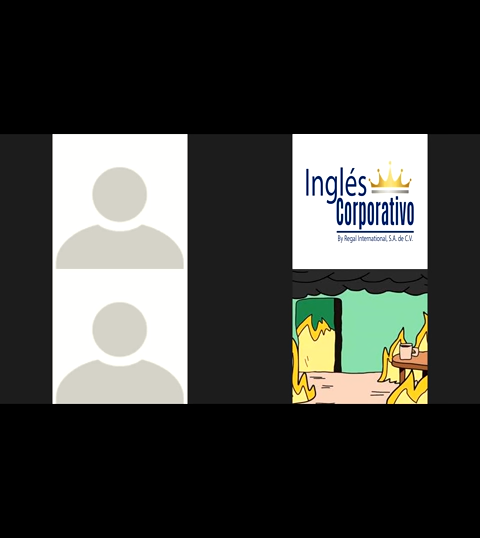 Inglés
Corporativo
By Regal International, S.A. de C.V.